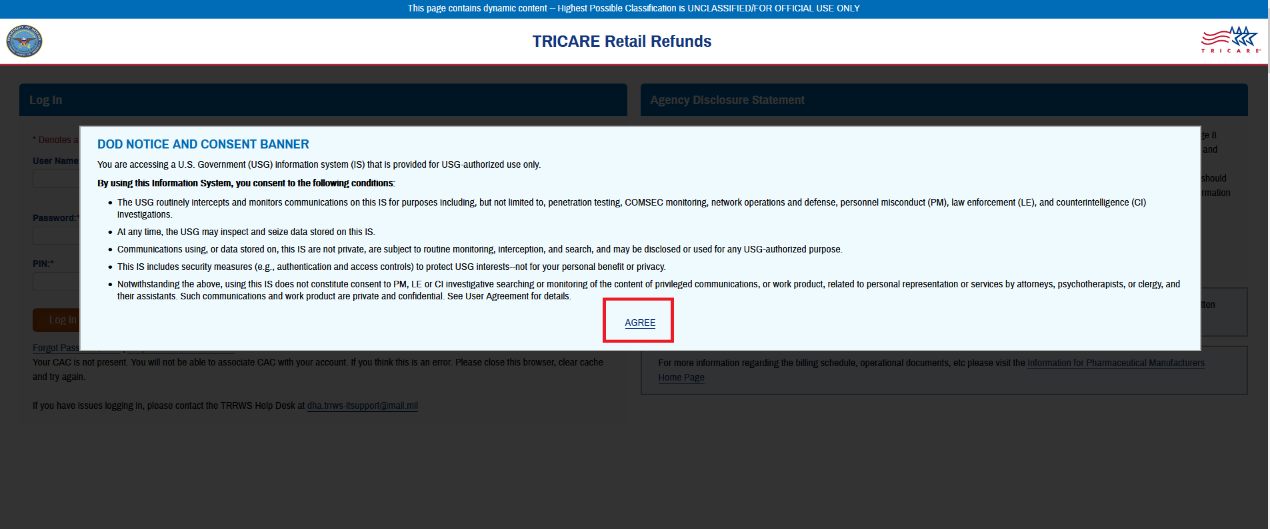 This page contains dynamic content -- Highest Possible Classification is UNCLASSIFIED/FOR OFFICIAL USE ONLY
TRICARE Retail Refunds
TRICARE
Log In
Agency Disclosure Statement
* Denotes a
User Name
Password:*
PIN:*
Log In
DOD NOTICE AND CONSENT BANNER
You are accessing a U.S. Government (USG) information system (IS) that is provided for USG-authorized use only.
By using this Information System, you consent to the following conditions:
• The USG routinely intercepts and monitors communications on this IS for purposes including, but not limited to, penetration testing, COMSEC monitoring, network operations and defense, personnel misconduct (PM), law enforcement (LE), and counterintelligence (CI)
investigations.
• At any time, the USG may inspect and seize data stored on this IS.
• Communications using, or data stored on, this IS are not private, are subject to routine monitoring, interception, and search, and may be disclosed or used for any USG-authorized purpose.
• This IS includes security measures (e.g., authentication and access controls) to protect USG interests--not for your personal benefit or privacy.
• Notwithstanding the above, using this IS does not constitute consent to PM, LE or CI investigative searching or monitoring of the content of privileged communications, or work product, related to personal representation or services by attorneys, psychotherapists, or clergy, and
their assistants. Such communications and work product are private and confidential. See User Agreement for details.
AGREE
and
should
Forgot Pass
Your CAC is not present. You will not be able to associate CAC with your account. If you think this is an error. Please close this browser, clear cache
and try again.
If you have issues logging in, please contact the TRRWS Help Desk at dha.trrws-itsupport@mail.mil
For more information regarding the billing schedule, operational documents, etc please visit the Information for Pharmaceutical Manufacturers
Home Page